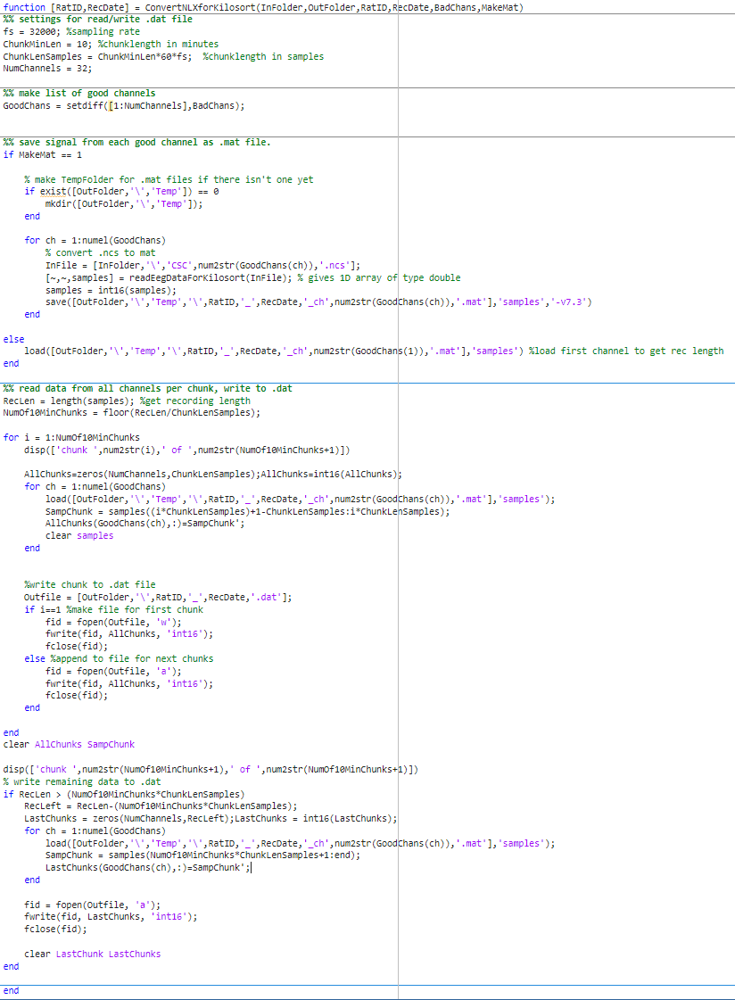 function [RatID,RecDate] = ConvertNLXforKilosort(InFolder,OutFolder,RatID,RecDate,BadChans,MakeMat)
%% settings for read/write .dat file
fs = 32000; %sampling rate
ChunkMinLen = 10; %chunklength in minutes
ChunkLenSamples = ChunkMinLen*60*fs;  %chunklength in samples
NumChannels = 32;
%% make list of good channels
GoodChans = setdiff([1:NumChannels],BadChans);
%% save signal from each good channel as .mat file.
if MakeMat == 1
    % make TempFolder for .mat files if there isn't one yet
    if exist([OutFolder,'\','Temp']) == 0
        mkdir([OutFolder,'\','Temp']);
    end
    for ch = 1:numel(GoodChans)
        % convert .ncs to mat
        InFile = [InFolder,'\','CSC',num2str(GoodChans(ch)),'.ncs'];
        [~,~,samples] = readEegDataForKilosort(InFile); % gives 1D array of type double
        samples = int16(samples);
        save([OutFolder,'\','Temp','\',RatID,'_',RecDate,'_ch',num2str(GoodChans(ch)),'.mat'],'samples','-v7.3')
    end
else
    load([OutFolder,'\','Temp','\',RatID,'_',RecDate,'_ch',num2str(GoodChans(1)),'.mat'],'samples') %load first channel to get rec length
end
%% read data from all channels per chunk, write to .dat
RecLen = length(samples); %get recording length
NumOf10MinChunks = floor(RecLen/ChunkLenSamples);
for i = 1:NumOf10MinChunks
    disp(['chunk ',num2str(i),' of ',num2str(NumOf10MinChunks+1)])
    AllChunks=zeros(NumChannels,ChunkLenSamples);AllChunks=int16(AllChunks);
    for ch = 1:numel(GoodChans)
        load([OutFolder,'\','Temp','\',RatID,'_',RecDate,'_ch',num2str(GoodChans(ch)),'.mat'],'samples');
        SampChunk = samples((i*ChunkLenSamples)+1-ChunkLenSamples:i*ChunkLenSamples);
        AllChunks(GoodChans(ch),:)=SampChunk';
        clear samples
    end
    %write chunk to .dat file
    Outfile = [OutFolder,'\',RatID,'_',RecDate,'.dat'];
    if i==1 %make file for first chunk
        fid = fopen(Outfile, 'w');
        fwrite(fid, AllChunks, 'int16');
        fclose(fid);
    else %append to file for next chunks
        fid = fopen(Outfile, 'a');
        fwrite(fid, AllChunks, 'int16');
        fclose(fid);
    end
end
clear AllChunks SampChunk
disp(['chunk ',num2str(NumOf10MinChunks+1),' of ',num2str(NumOf10MinChunks+1)])
% write remaining data to .dat
if RecLen > (NumOf10MinChunks*ChunkLenSamples)
    RecLeft = RecLen-(NumOf10MinChunks*ChunkLenSamples);
    LastChunks = zeros(NumChannels,RecLeft);LastChunks = int16(LastChunks);
    for ch = 1:numel(GoodChans)
        load([OutFolder,'\','Temp','\',RatID,'_',RecDate,'_ch',num2str(GoodChans(ch)),'.mat'],'samples');
        SampChunk = samples(NumOf10MinChunks*ChunkLenSamples+1:end);
        LastChunks(GoodChans(ch),:)=SampChunk';
    end
    fid = fopen(Outfile, 'a');
    fwrite(fid, LastChunks, 'int16');
    fclose(fid);
    clear LastChunk LastChunks
end
end